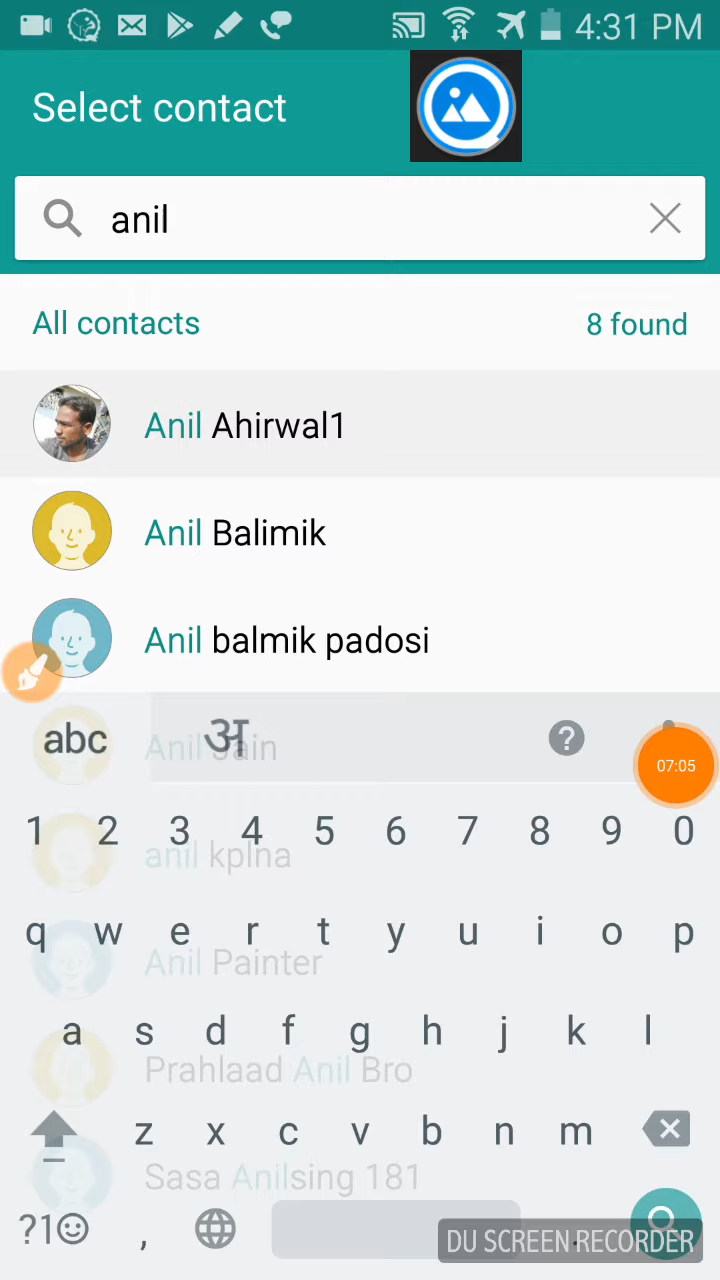 4:31 PM
Select contact
anil
All contacts 8 found
Anil Ahirwal1
Anil Balimik
Anil balmik padosi
abc अ ?
Anil Jain
07:05
1 2 3 4 5 6 7 8 9 0
anil kplna
q w e r t y u i o p
Anil Painter
a s d f g h j k l
Prahlaad Anil Bro
z x c v b n m
Sasa Anilsing 181
?1 , .
DU SCREEN RECORDER